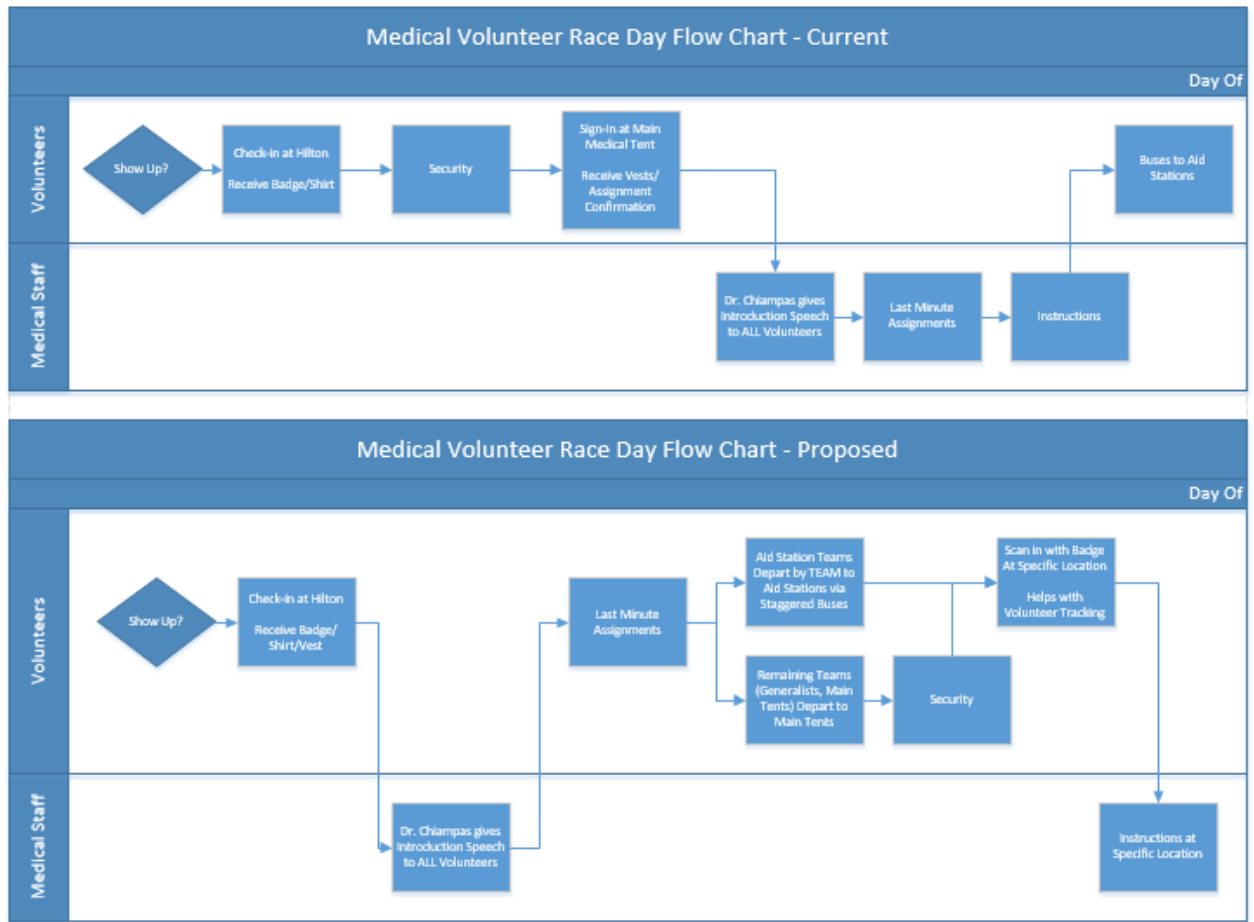 Medical Volunteer Race Day Flow Chart - Current
Day Of
Volunteers
Show Up?
Check-in at Hilton
Receive Badge/Shirt
Security
Sign-In at Main
Medical Tent
Receive Vests/
Assignment
Confirmation
Buses to Aid
Stations
Medical Staff
Dr. Chiampas gives
Introduction Speech
to ALL Volunteers
Last Minute
Assignments
Instructions
Medical Volunteer Race Day Flow Chart - Proposed
Day Of
Volunteers
Show Up?
Check-in at Hilton
Receive Badge/
Shirt/Vest
Last Minute
Assignments
Aid Station Teams
Depart by TEAM to
Aid Stations via
Staggered Buses
Remaining Teams
(Generalists, Main
Tents) Depart to
Main Tents
Security
Scan in with Badge
At Specific Location
Helps with
Volunteer Tracking
Medical Staff
Dr. Chiampas gives
Introduction Speech
to ALL Volunteers
Instructions at
Specific Location